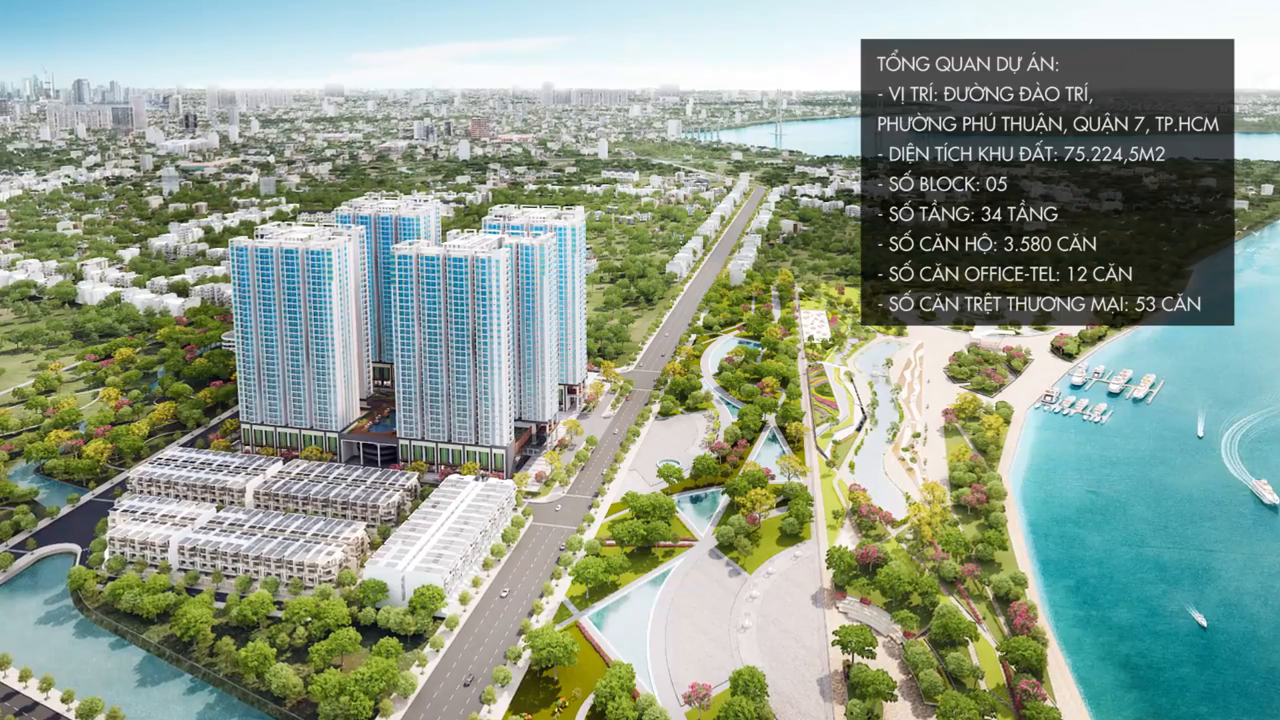 TỔNG QUAN DỰ ÁN:
- VỊ TRÍ: ĐƯỜNG ĐÀO TRÍ,
PHƯỜNG PHÚ THUẬN, QUẬN 7, TP.HCM
- DIỆN TÍCH KHU ĐẤT: 75.224,5M2
- SỐ BLOCK: 05
- SỐ TẦNG: 34 TẦNG
- SỐ CĂN HỘ: 3.580 CĂN
- SỐ CĂN OFFICE-TEL: 12 CĂN
- SỐ CĂN TRỆT THƯƠNG MẠI: 53 CĂN